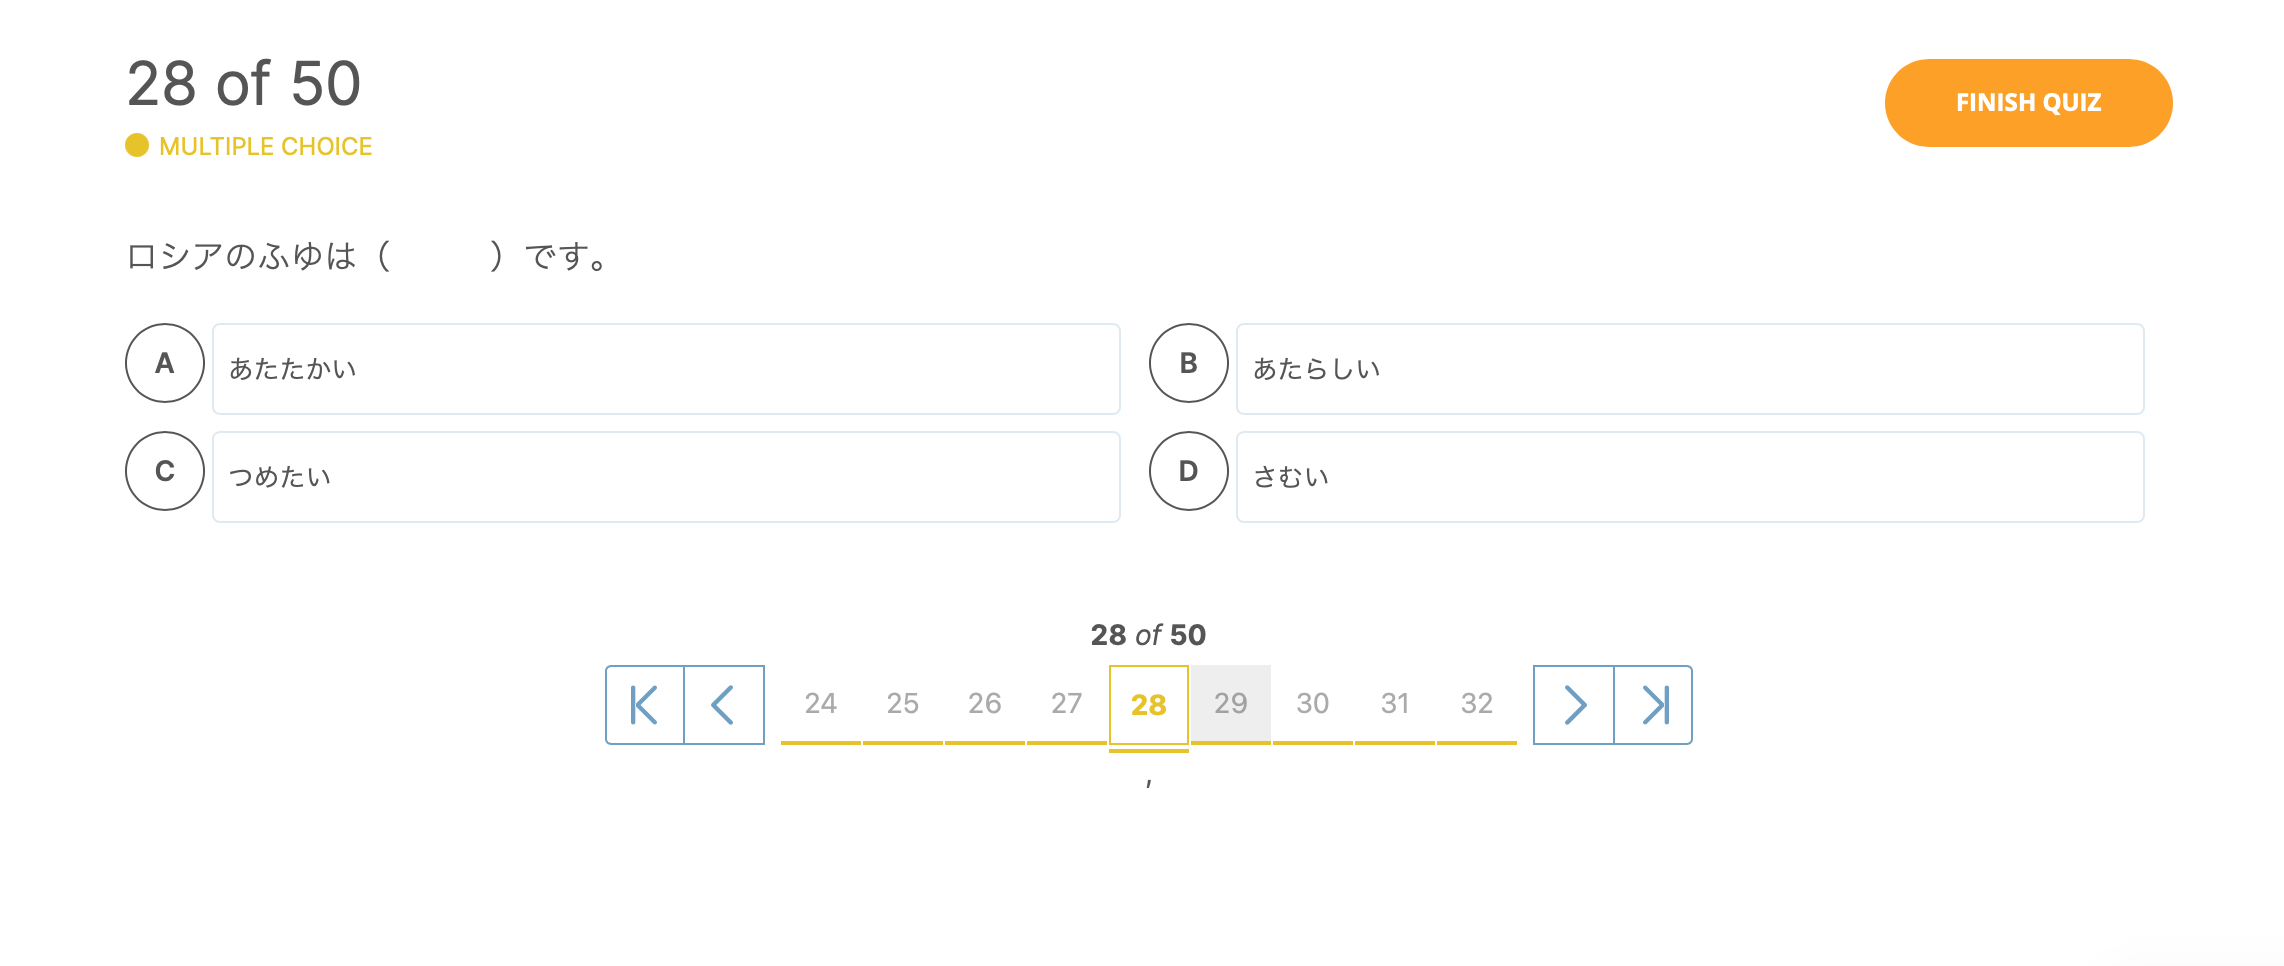 28 of 50
FINISH QUIZ
MULTIPLE CHOICE
ロシアのふゆは（　　　）です。
A あたたかい
B あたらしい
C つめたい
D さむい
28 of 50
24 25 26 27 28 29 30 31 32
,